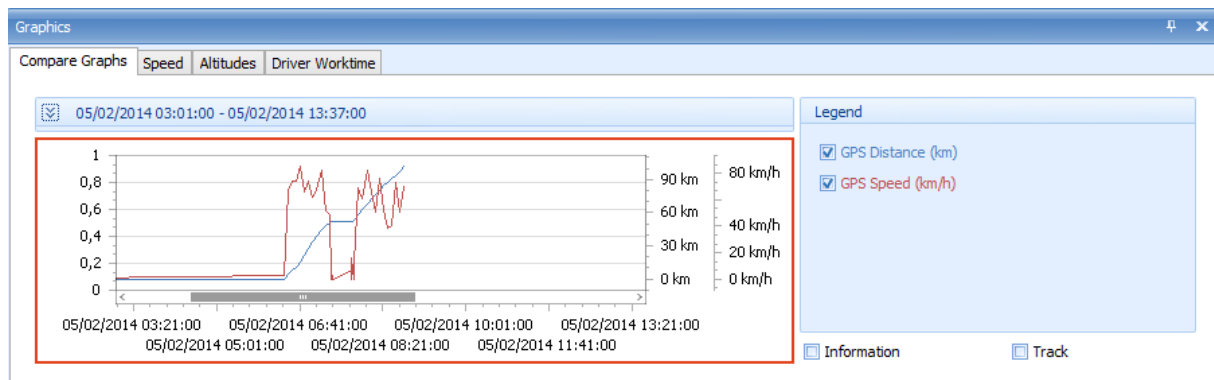 Graphics
Compare Graphs Speed Altitudes Driver Worktime
05/02/2014 03:01:00 - 05/02/2014 13:37:00
Legend
GPS Distance (km)
GPS Speed (km/h)
1
0,8
0,6
0,4
0,2
0
90 km
60 km
30 km
0 km
80 km/h
40 km/h
20 km/h
0 km/h
05/02/2014 03:21:00 05/02/2014 06:41:00 05/02/2014 10:01:00 05/02/2014 13:21:00
05/02/2014 05:01:00 05/02/2014 08:21:00 05/02/2014 11:41:00
Information Track